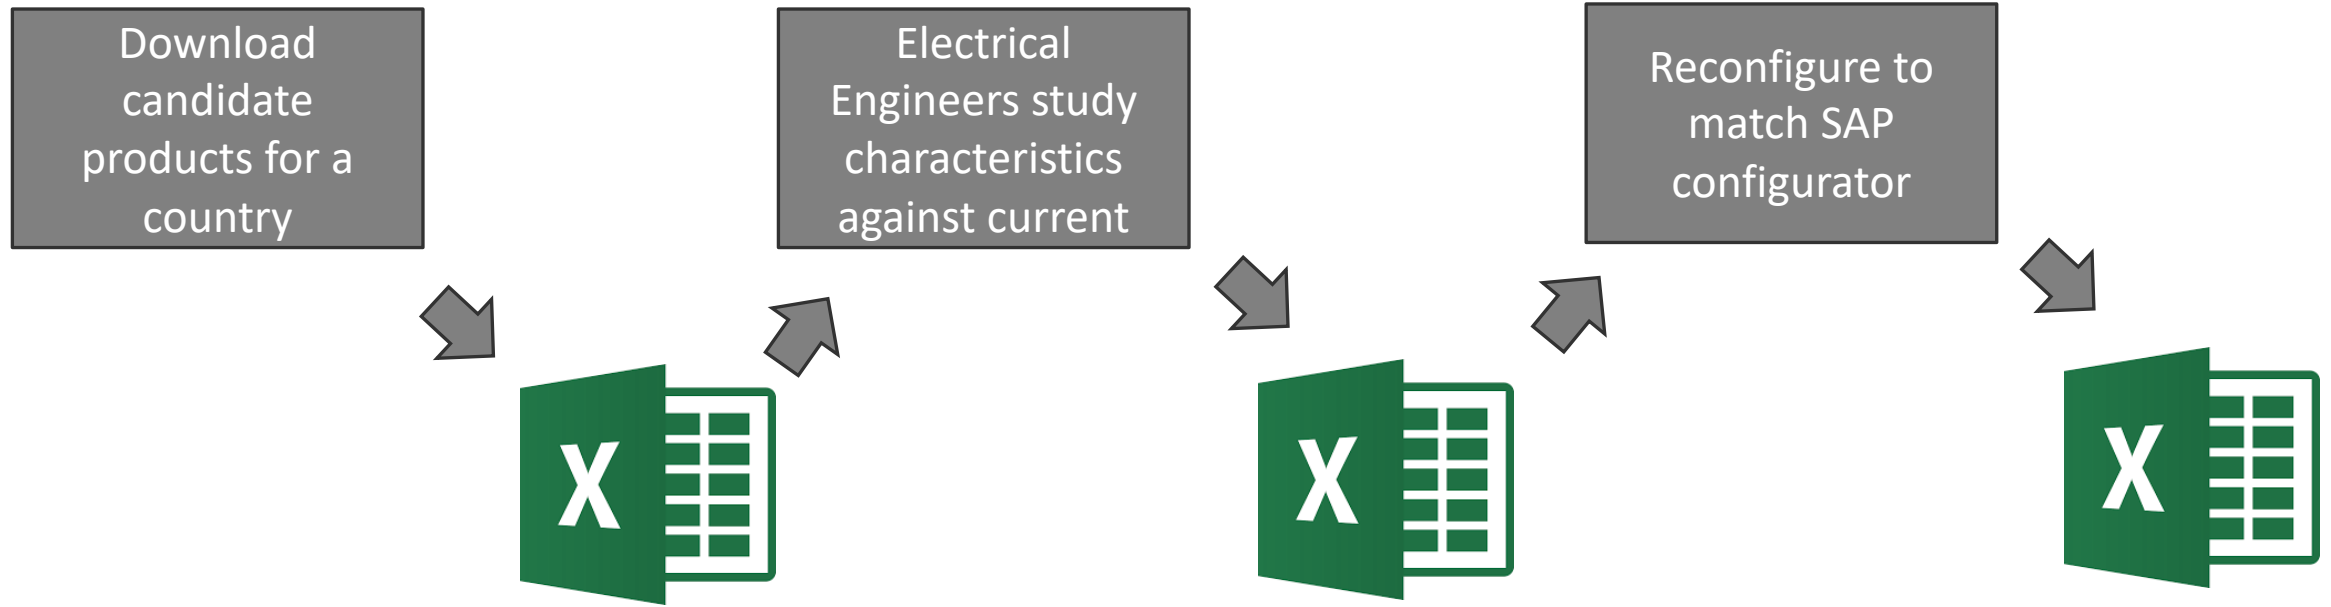 Download
candidate
products for a
country
Electrical
Engineers study
characteristics
against current
Reconfigure to
match SAP
configurator
X
X
X